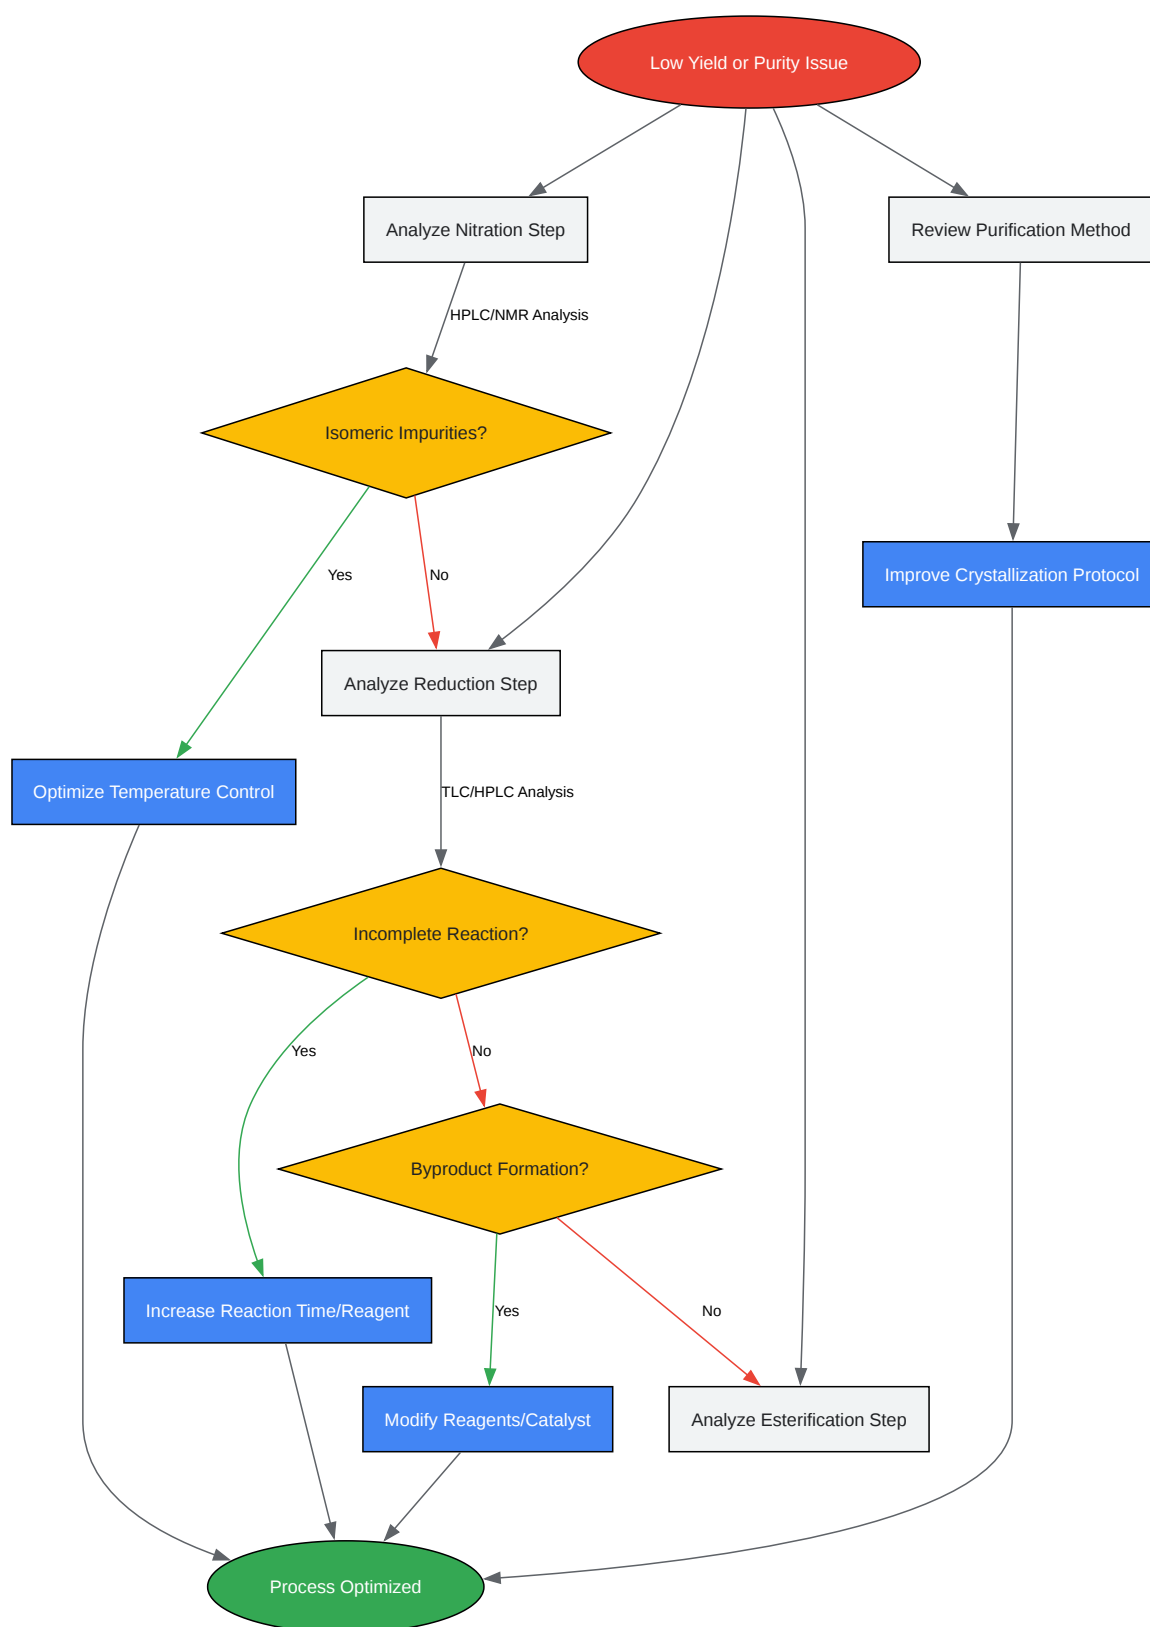 Low Yield or Purity Issue
Analyze Nitration Step
Review Purification Method
HPLC/NMR Analysis
Isomeric Impurities?
Yes
No
Improve Crystallization Protocol
Analyze Reduction Step
Optimize Temperature Control
TLC/HPLC Analysis
Incomplete Reaction?
Yes
No
Byproduct Formation?
Increase Reaction Time/Reagent
Yes
No
Modify Reagents/Catalyst
Analyze Esterification Step
Process Optimized